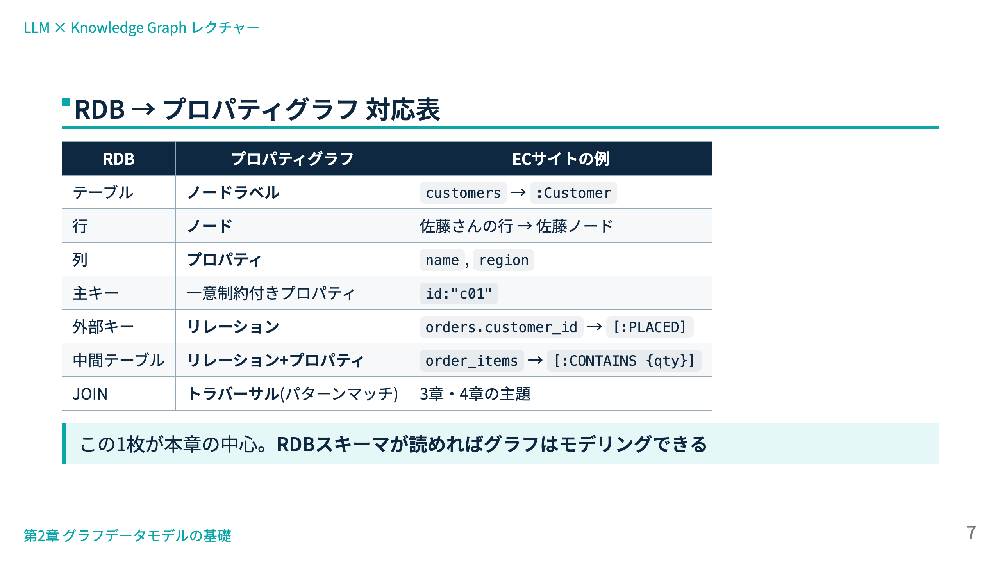 LLM × Knowledge Graph レクチャー
RDB → プロパティグラフ 対応表
RDB プロパティグラフ ECサイトの例
テーブル ノードラベル customers → :Customer
行 ノード 佐藤さんの行 → 佐藤ノード
列 プロパティ name, region
主キー 一意制約付きプロパティ id:"c01"
外部キー リレーション orders.customer_id → [:PLACED]
中間テーブル リレーション+プロパティ order_items → [:CONTAINS {qty}]
JOIN トラバーサル(パターンマッチ) 3章・4章の主題
この1枚が本章の中心。RDBスキーマが読めればグラフはモデリングできる
第2章 グラフデータモデルの基礎
7